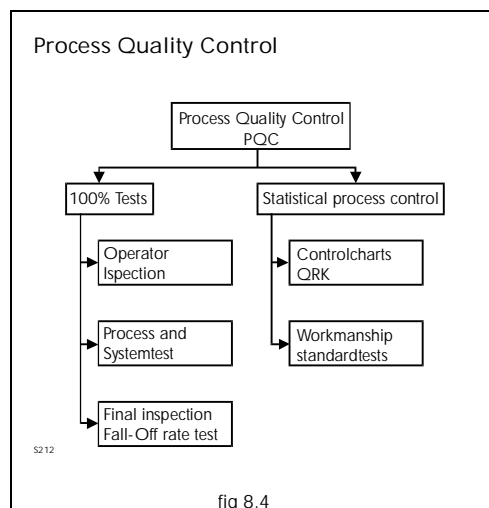 Process Quality Control
Process Quality Control
PQC
100% Tests
Statistical process control
Operator
Ispection
Controlcharts
QRK
Process and
Systemtest
Workmanship
standardtests
Final inspection
Fall-Off rate test
S212
fig 8.4